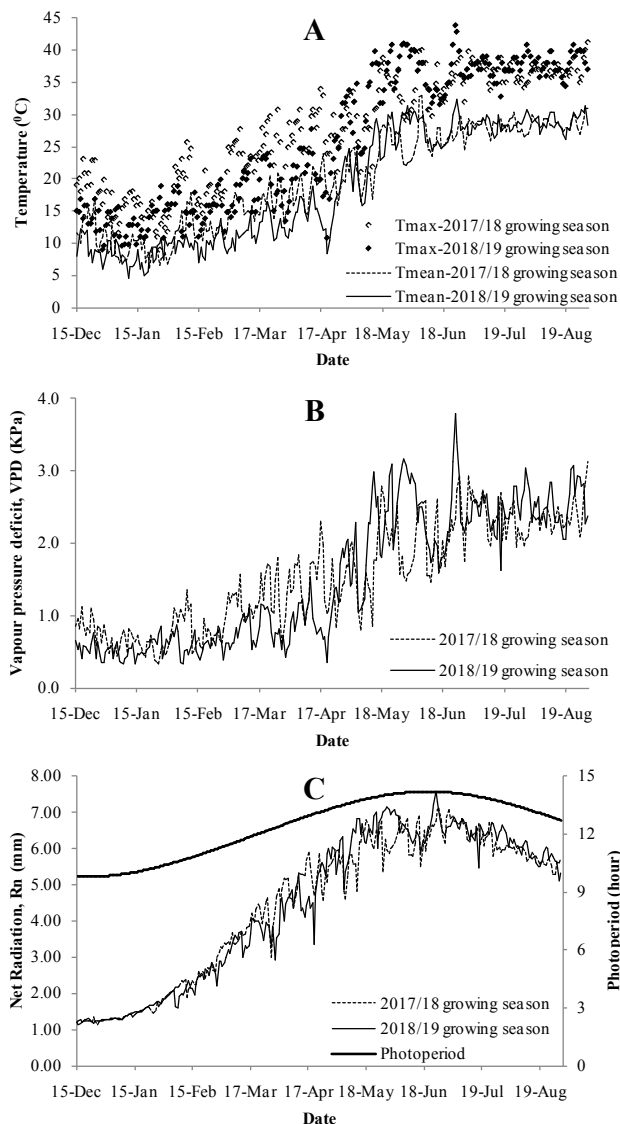 A
45
40
35
30
25
20
15
10
5
0
Temperature (⁰C)
Tmax-2017/18 growing season
Tmax-2018/19 growing season
Tmean-2017/18 growing season
Tmean-2018/19 growing season
15-Dec 15-Jan 15-Feb 17-Mar 17-Apr 18-May 18-Jun 19-Jul 19-Aug
Date
B
4.0
3.0
2.0
1.0
0.0
Vapour pressure deficit, VPD (KPa)
2017/18 growing season
2018/19 growing season
15-Dec 15-Jan 15-Feb 17-Mar 17-Apr 18-May 18-Jun 19-Jul 19-Aug
Date
C
8.00
7.00
6.00
5.00
4.00
3.00
2.00
1.00
0.00
Net Radiation, Rn (mm)
15
12
9
6
3
0
Photoperiod (hour)
2017/18 growing season
2018/19 growing season
Photoperiod
15-Dec 15-Jan 15-Feb 17-Mar 17-Apr 18-May 18-Jun 19-Jul 19-Aug
Date